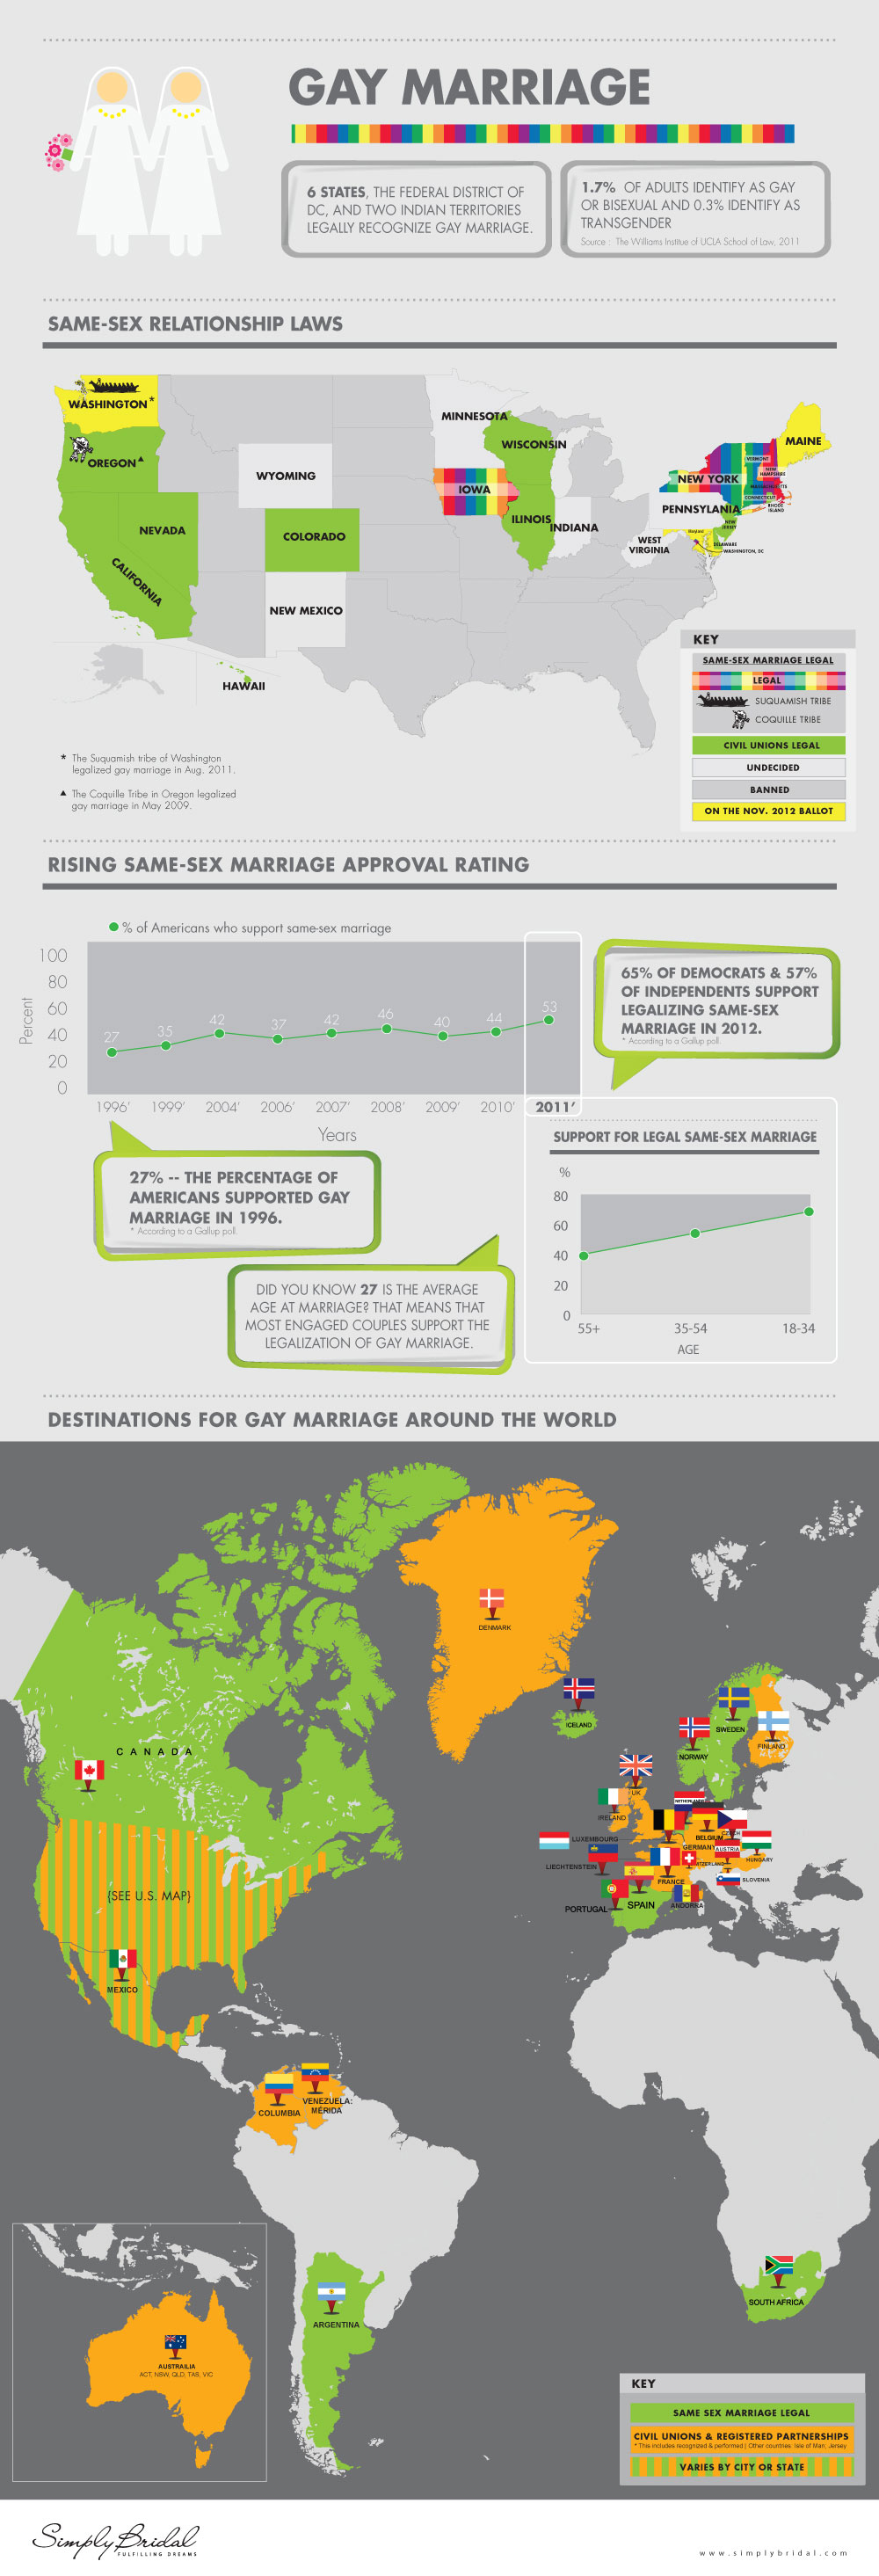 GAY MARRIAGE
6 STATES, THE FEDERAL DISTRICT OF
DC, AND TWO INDIAN TERRITORIES
LEGALLY RECOGNIZE GAY MARRIAGE.
1.7% OF ADULTS IDENTIFY AS GAY
OR BISEXUAL AND 0.3% IDENTIFY AS
TRANSGENDER
Source : The Williams Institue of UCLA School of Law, 2011
SAME-SEX RELATIONSHIP LAWS
WASHINGTON*
OREGON▲
NEVADA
CALIFORNIA
WYOMING
COLORADO
NEW MEXICO
HAWAII
MINNESOTA
WISCONSIN
IOWA
ILINOIS
INDIANA
WEST
VIRGINIA
PENNSYLANIA
NEW YORK
MAINE
VERMONT
NEW
HAMPSHIRE
CONNECTICUT
RHODE
ISLAND
NEW
JERSEY
DELAWARE
WASHINGTON, DC
KEY
SAME-SEX MARRIAGE LEGAL
LEGAL
SUQUAMISH TRIBE
COQUILLE TRIBE
CIVIL UNIONS LEGAL
UNDECIDED
BANNED
ON THE NOV. 2012 BALLOT
* The Suquamish tribe of Washington
legalized gay marriage in Aug. 2011.
▲ The Coquille Tribe in Oregon legalized
gay marriage in May 2009.
RISING SAME-SEX MARRIAGE APPROVAL RATING
% of Americans who support same-sex marriage
100
80
60
40
20
0
Percent
27
35
42
37
42
46
40
44
53
1996’ 1999’ 2004’ 2006’ 2007’ 2008’ 2009’ 2010’ 2011’
Years
65% OF DEMOCRATS & 57%
OF INDEPENDENTS SUPPORT
LEGALIZING SAME-SEX
MARRIAGE IN 2012.
* According to a Gallup poll.
27% -- THE PERCENTAGE OF
AMERICANS SUPPORTED GAY
MARRIAGE IN 1996.
* According to a Gallup poll.
DID YOU KNOW 27 IS THE AVERAGE
AGE AT MARRIAGE? THAT MEANS THAT
MOST ENGAGED COUPLES SUPPORT THE
LEGALIZATION OF GAY MARRIAGE.
SUPPORT FOR LEGAL SAME-SEX MARRIAGE
%
80
60
40
20
0
55+ 35-54 18-34
AGE
DESTINATIONS FOR GAY MARRIAGE AROUND THE WORLD
DENMARK
ICELAND
SWEDEN
NORWAY
FINLAND
CANADA
UK
IRELAND
LUXEMBOURG
BELGIUM
GERMANY
AUSTRIA
HUNGARY
LIECHTENSTEIN
FRANCE
SLOVENIA
PORTUGAL
SPAIN
ANDORRA
{SEE U.S. MAP}
MEXICO
COLUMBIA
VENEZUELA:
MÉRIDA
ARGENTINA
SOUTH AFRICA
AUSTRAILIA
ACT, NSW, QLD, TAS, VIC
KEY
SAME SEX MARRIAGE LEGAL
CIVIL UNIONS & REGISTERED PARTNERSHIPS
* This includes recognized & performed | Other countries: Isle of Man, Jersey
VARIES BY CITY OR STATE
SimplyBridal
FULFILLING DREAMS
www.simplybridal.com